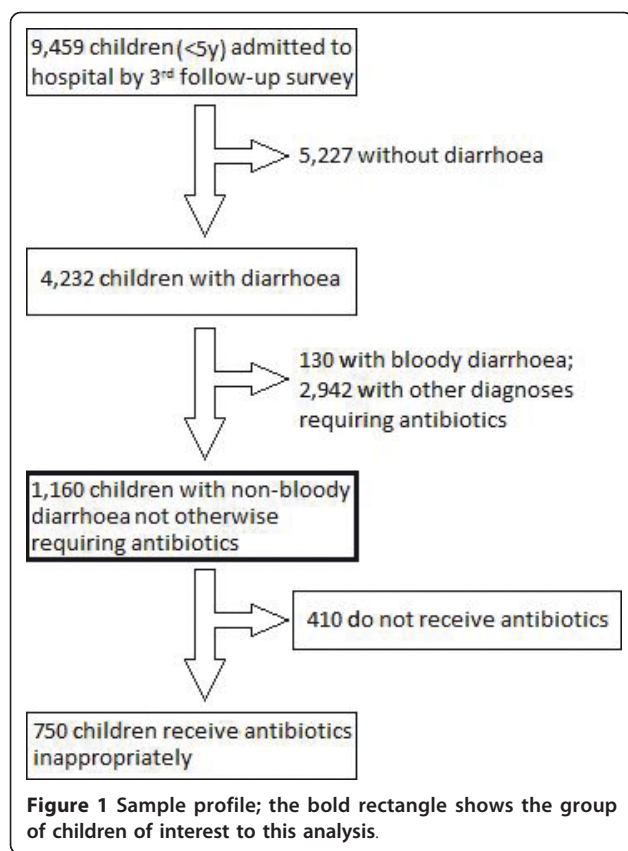 9,459 children (<5y) admitted to
hospital by 3rd follow-up survey
5,227 without diarrhoea
4,232 children with diarrhoea
130 with bloody diarrhoea;
2,942 with other diagnoses
requiring antibiotics
1,160 children with non-bloody
diarrhoea not otherwise
requiring antibiotics
410 do not receive antibiotics
750 children receive antibiotics
inappropriately
Figure 1 Sample profile; the bold rectangle shows the group
of children of interest to this analysis.